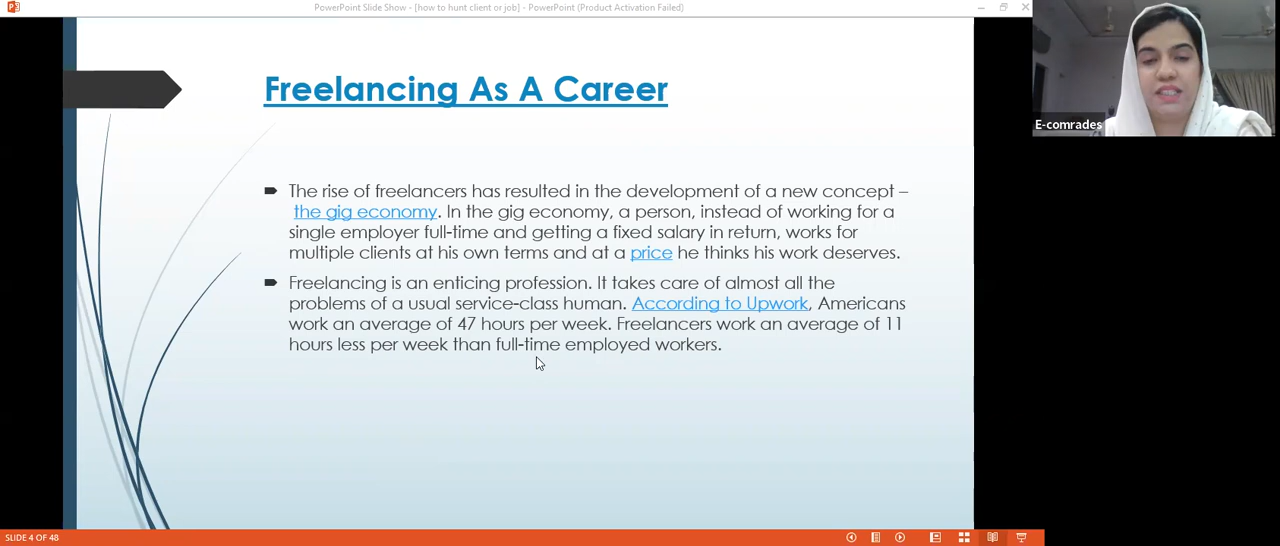 PowerPoint Slide Show - [how to hunt client or job] - PowerPoint (Product Activation Failed)
E-comrades
Freelancing As A Career
The rise of freelancers has resulted in the development of a new concept –
the gig economy. In the gig economy, a person, instead of working for a
single employer full-time and getting a fixed salary in return, works for
multiple clients at his own terms and at a price he thinks his work deserves.
Freelancing is an enticing profession. It takes care of almost all the
problems of a usual service-class human. According to Upwork, Americans
work an average of 47 hours per week. Freelancers work an average of 11
hours less per week than full-time employed workers.
SLIDE 4 OF 48